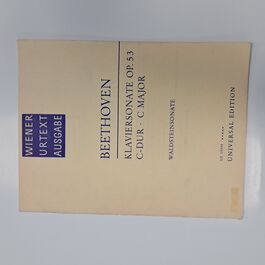 WIENER
URTEXT
AUSGABE
BEETHOVEN
KLAVIERSONATE OP. 53
C-DUR · C MAJOR
WALDSTEINSONATE
UNIVERSAL EDITION